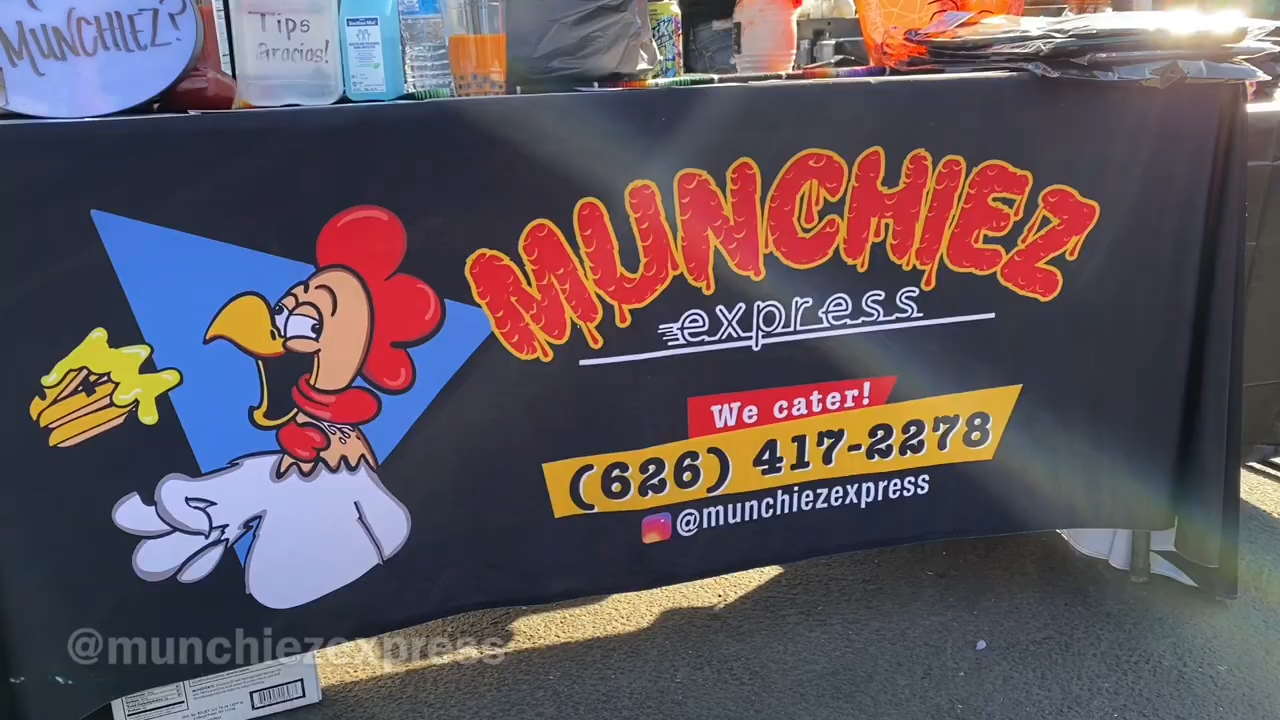 MUNCHIEZ?
Tips
Gracias!
MUNCHIEZ
express
We cater!
(626) 417-2278
@munchiezexpress
@munchiezexpress